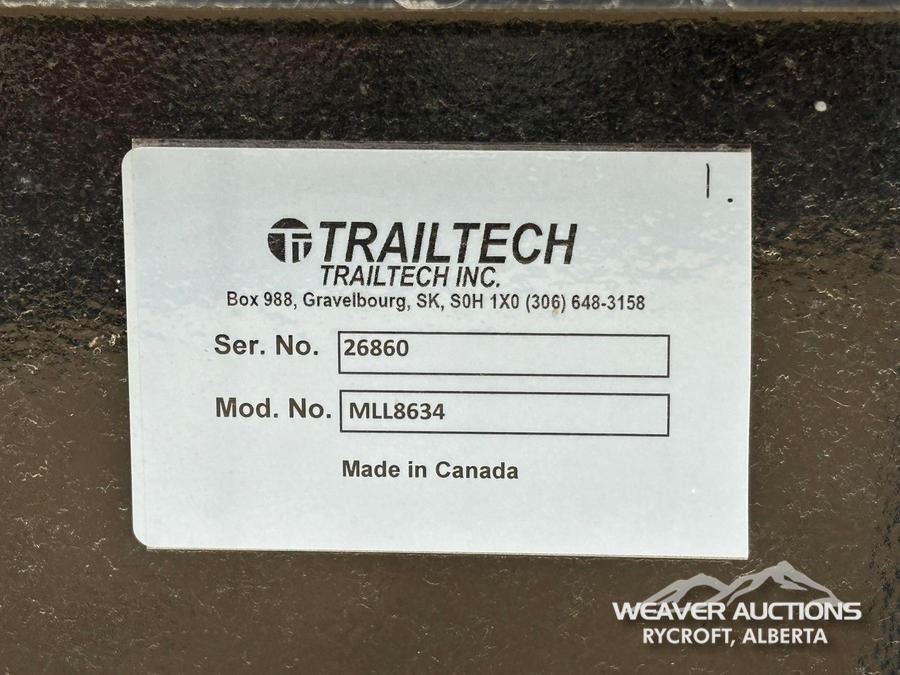 TRAILTECH
TRAILTECH INC.
Box 988, Gravelbourg, SK, S0H 1X0 (306) 648-3158
Ser. No. 26860
Mod. No. MLL8634
Made in Canada
WEAVER AUCTIONS
RYCROFT, ALBERTA